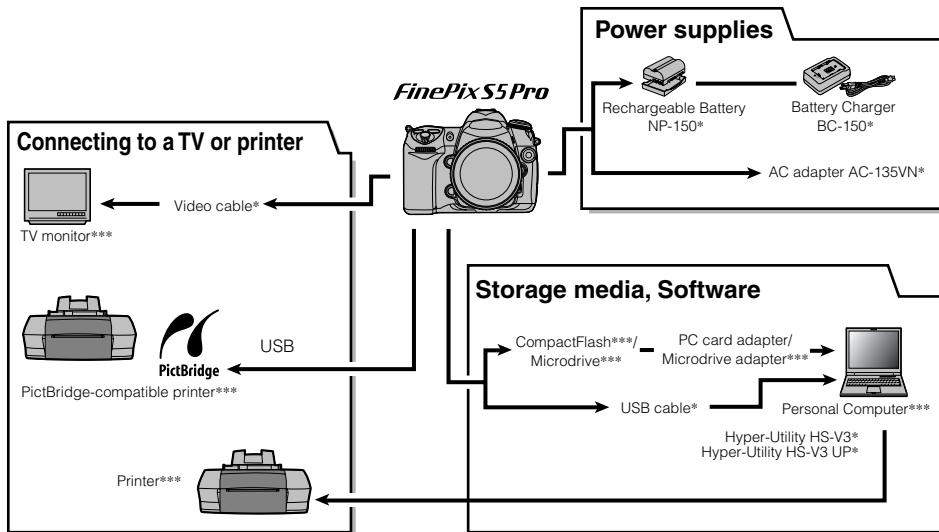 Power supplies
FinePix S5 Pro
Rechargeable Battery
NP-150*
Battery Charger
BC-150*
AC adapter AC-135VN*
Connecting to a TV or printer
Video cable*
TV monitor***
USB
PictBridge
PictBridge-compatible printer***
Printer***
Storage media, Software
CompactFlash***/
Microdrive***
PC card adapter/
Microdrive adapter***
USB cable*
Personal Computer***
Hyper-Utility HS-V3*
Hyper-Utility HS-V3 UP*